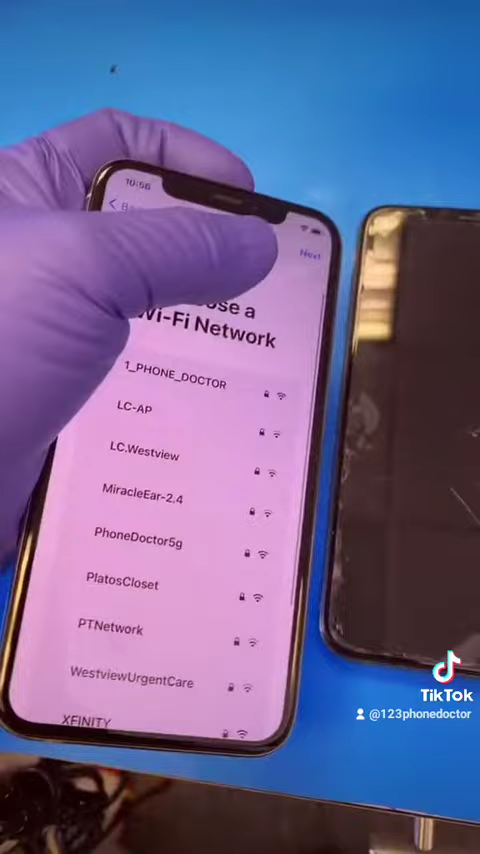 10:56
Next
Wi-Fi Network
1_PHONE_DOCTOR
LC-AP
LC.Westview
MiracleEar-2.4
PhoneDoctor5g
PlatosCloset
PTNetwork
WestviewUrgentCare
XFINITY
TikTok
@123phonedoctor